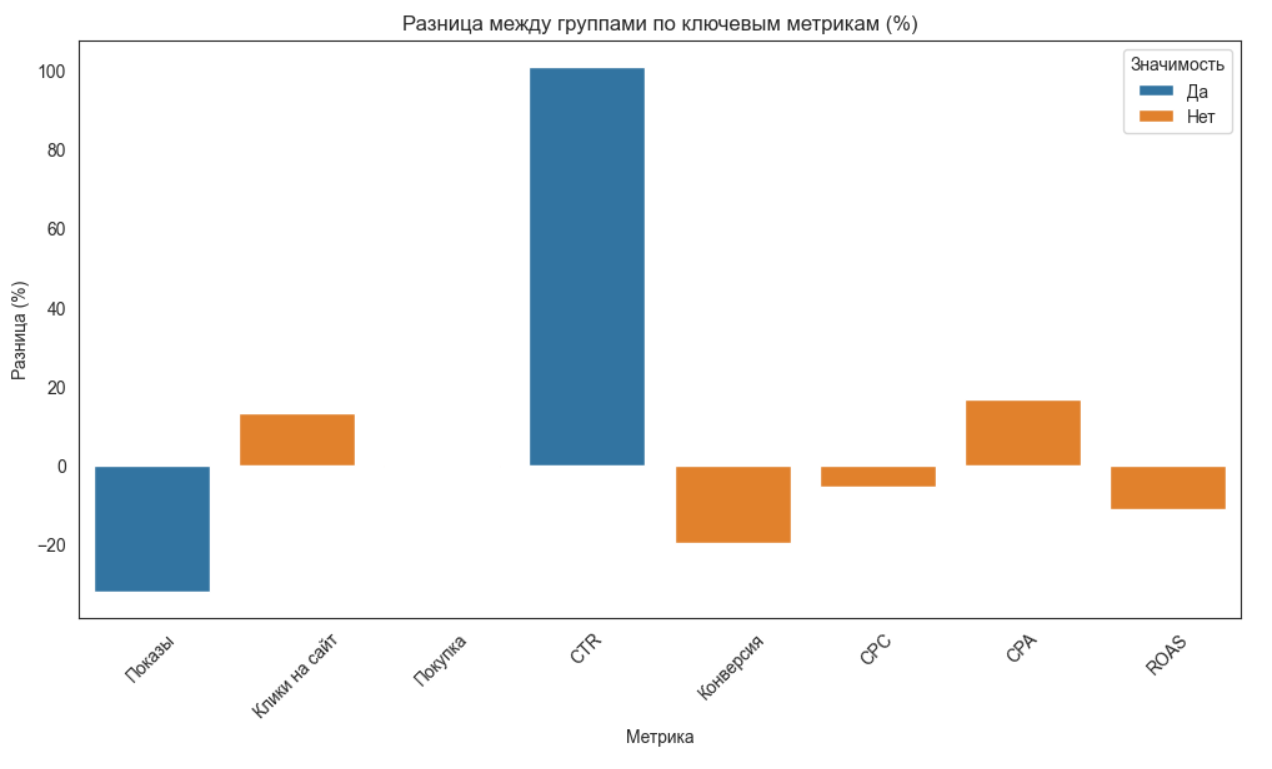 Разница между группами по ключевым метрикам (%)
Значимость
Да
Нет
Разница (%)
100
80
60
40
20
0
−20
Показы
Клики на сайт
Покупка
CTR
Конверсия
CPC
CPA
ROAS
Метрика